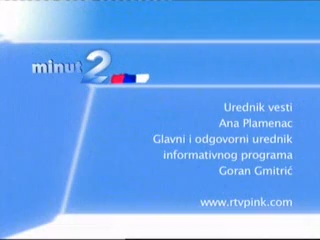 minut 2
Urednik vesti
Ana Plamenac
Glavni i odgovorni urednik
informativnog programa
Goran Gmitrić
www.rtvpink.com